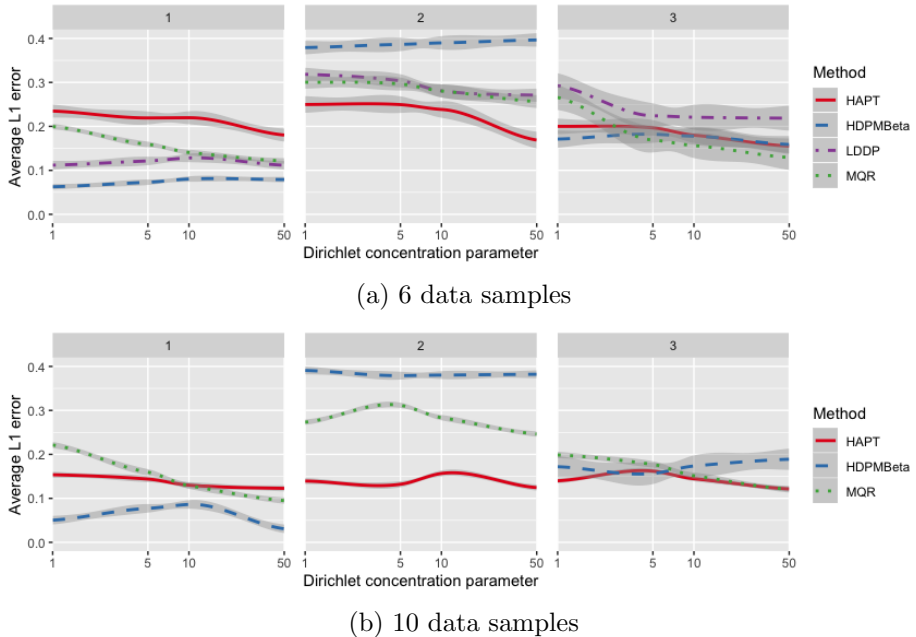 1 2 3
0.4
0.3
0.2
0.1
0.0
Average L1 error
1 5 10 50 1 5 10 50 1 5 10 50
Dirichlet concentration parameter
Method
HAPT
HDPMBeta
LDDP
MQR
(a) 6 data samples
1 2 3
0.4
0.3
0.2
0.1
0.0
Average L1 error
1 5 10 50 1 5 10 50 1 5 10 50
Dirichlet concentration parameter
Method
HAPT
HDPMBeta
MQR
(b) 10 data samples